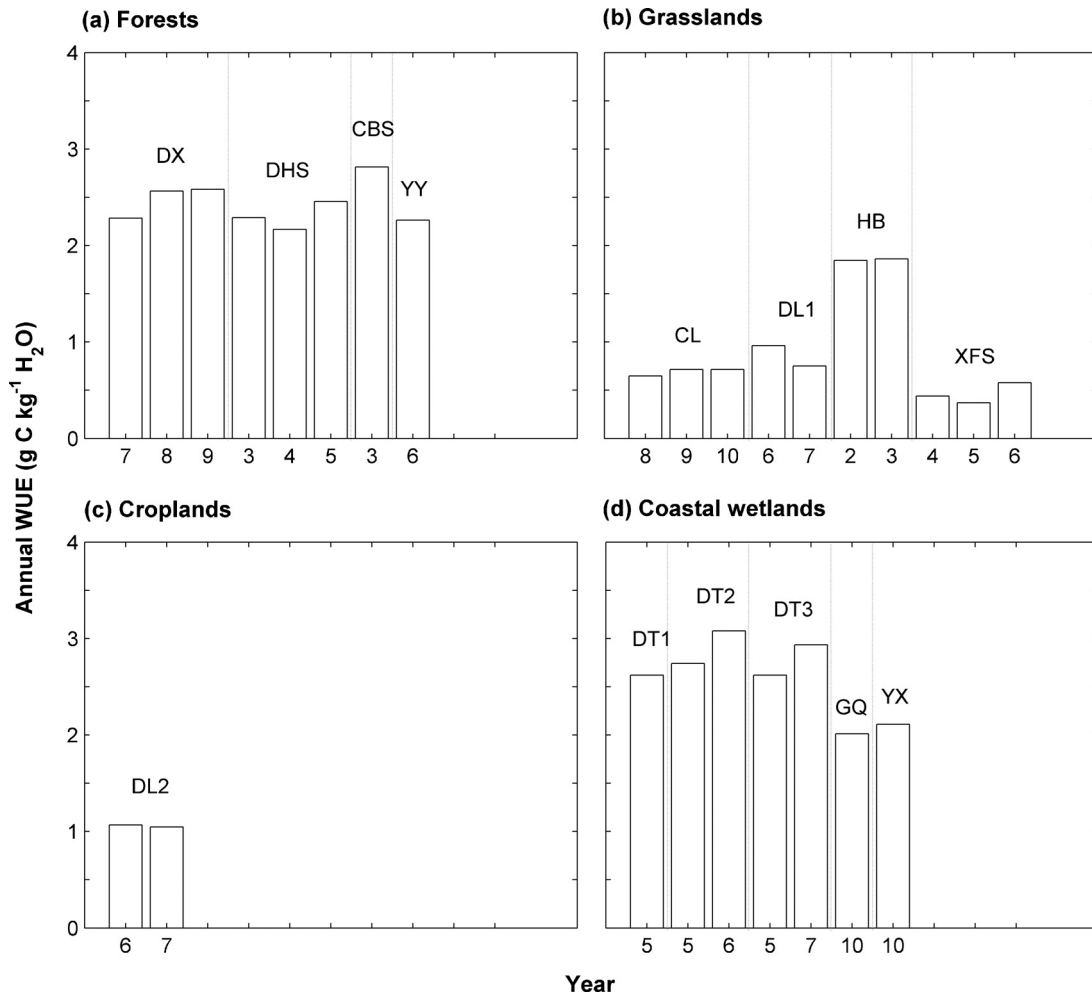 (a) Forests
(b) Grasslands
4
3
2
1
0
DX
DHS
CBS
YY
7 8 9 3 4 5 3 6
CL
DL1
HB
XFS
8 9 10 6 7 2 3 4 5 6
Annual WUE (g C kg⁻¹ H₂O)
(c) Croplands
(d) Coastal wetlands
4
3
2
1
0
DL2
6 7
DT1
DT2
DT3
GQ
YX
5 5 6 5 7 10 10
Year